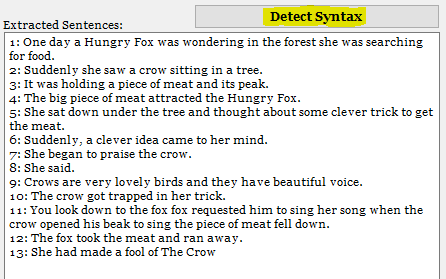 Detect Syntax
Extracted Sentences:
1: One day a Hungry Fox was wondering in the forest she was searching
for food.
2: Suddenly she saw a crow sitting in a tree.
3: It was holding a piece of meat and its peak.
4: The big piece of meat attracted the Hungry Fox.
5: She sat down under the tree and thought about some clever trick to get
the meat.
6: Suddenly, a clever idea came to her mind.
7: She began to praise the crow.
8: She said.
9: Crows are very lovely birds and they have beautiful voice.
10: The crow got trapped in her trick.
11: You look down to the fox fox requested him to sing her song when the
crow opened his beak to sing the piece of meat fell down.
12: The fox took the meat and ran away.
13: She had made a fool of The Crow